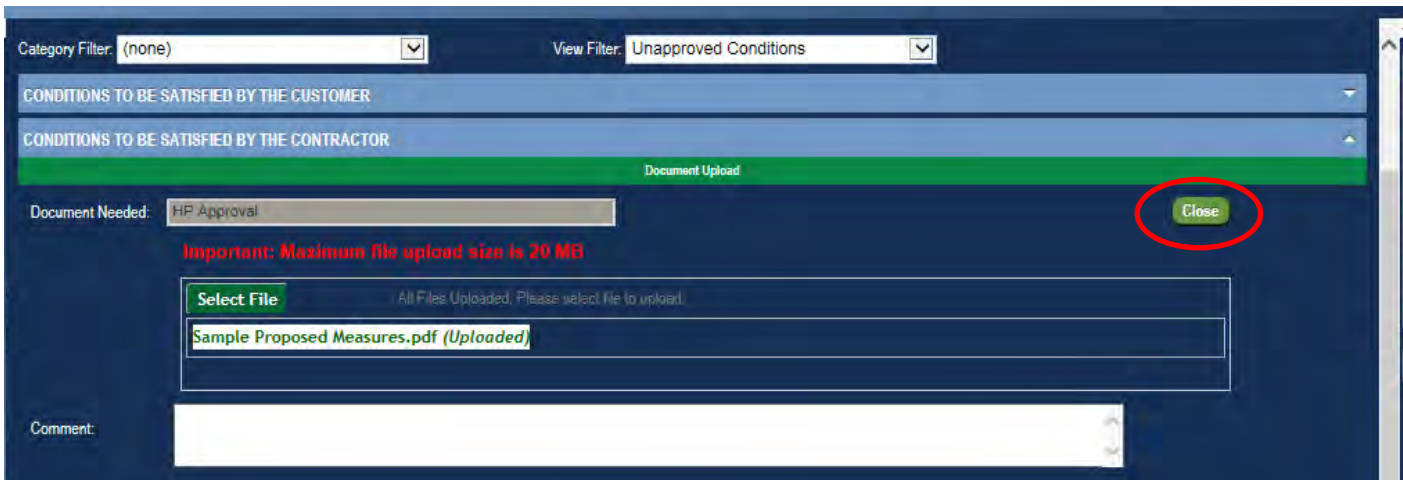 Category Filter: (none) View Filter: Unapproved Conditions
CONDITIONS TO BE SATISFIED BY THE CUSTOMER
CONDITIONS TO BE SATISFIED BY THE CONTRACTOR
Document Upload
Document Needed: HP Approval Close
Important: Maximum file upload size is 20 MB
Select File All Files Uploaded. Please select file to upload.
Sample Proposed Measures.pdf (Uploaded)
Comment: